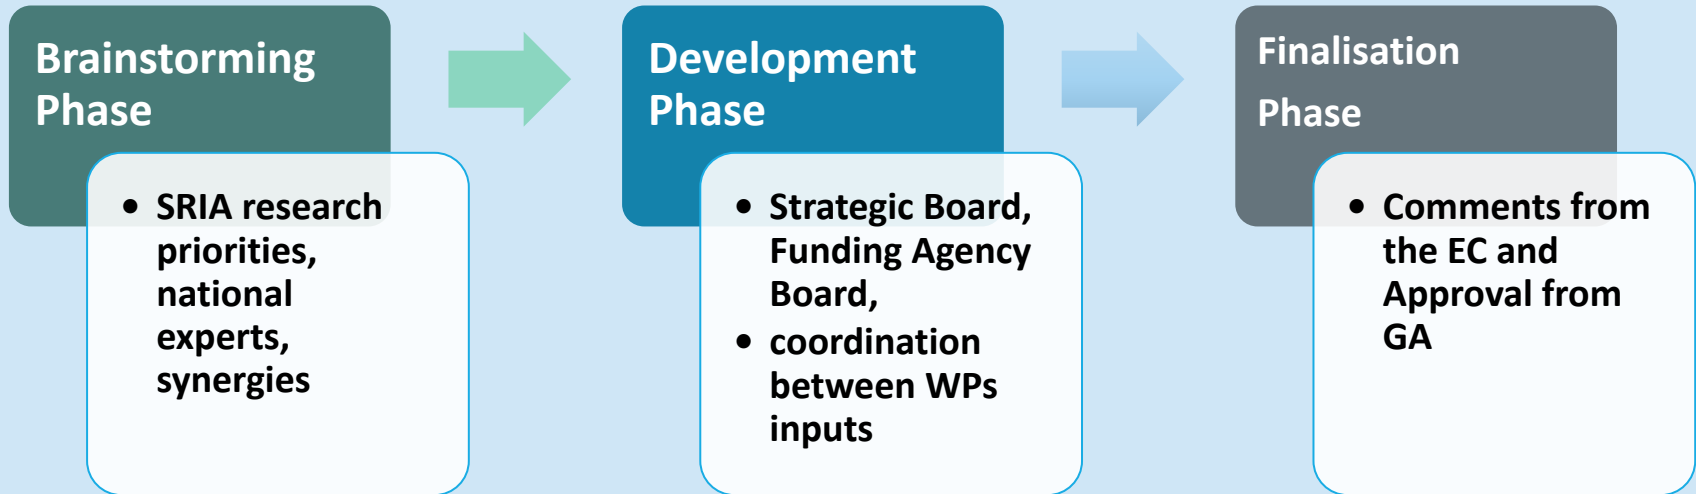 Brainstorming
Phase
• SRIA research
priorities,
national
experts,
synergies
Development
Phase
• Strategic Board,
Funding Agency
Board,
• coordination
between WPs
inputs
Finalisation
Phase
• Comments from
the EC and
Approval from
GA